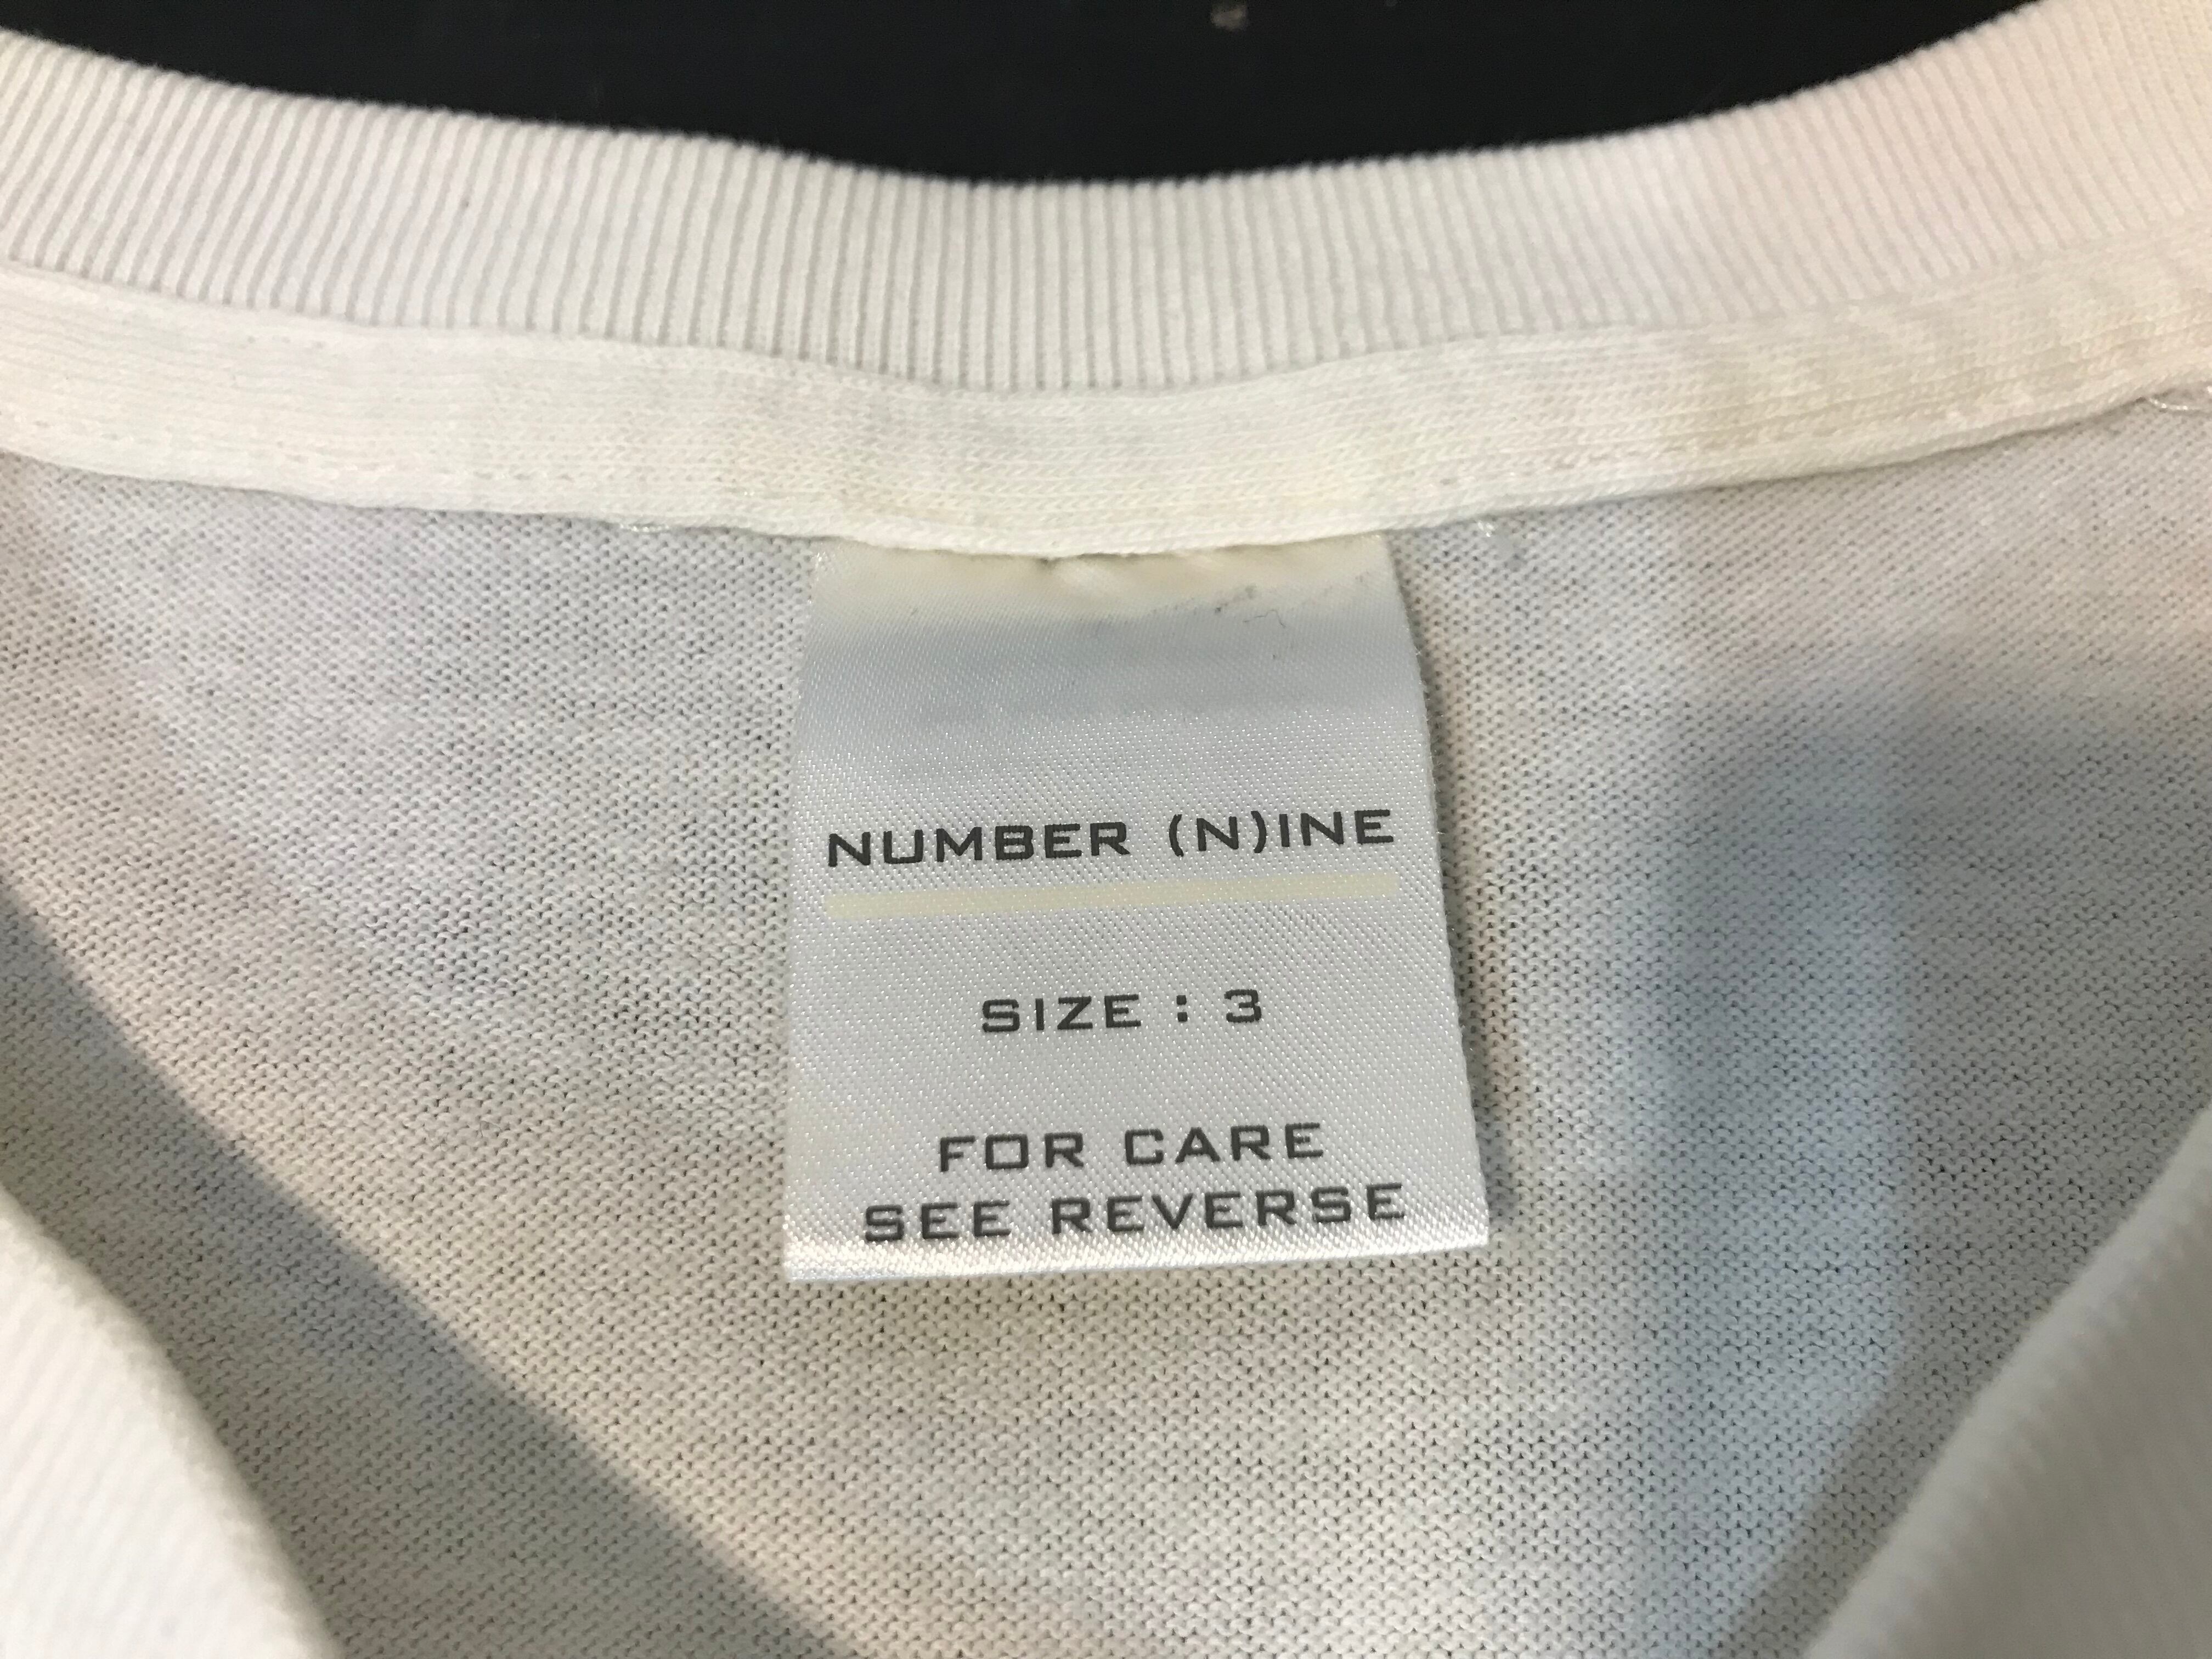 NUMBER (N)INE
SIZE : 3
FOR CARE
SEE REVERSE